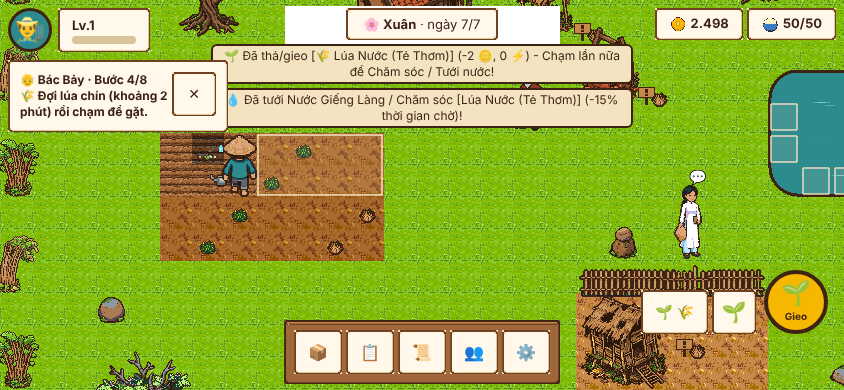 Lv.1
Xuân · ngày 7/7
2.498
50/50
Đã thả/gieo [🌾 Lúa Nước (Tẻ Thơm)] (-2 🪙, 0 ⚡) - Chạm lần nữa
để Chăm sóc / Tưới nước!
Bác Bảy · Bước 4/8
Đợi lúa chín (khoảng 2
phút) rồi chạm để gặt.
×
Đã tưới Nước Giếng Làng / Chăm sóc [Lúa Nước (Tẻ Thơm)] (-15%
thời gian chờ)!
Gieo